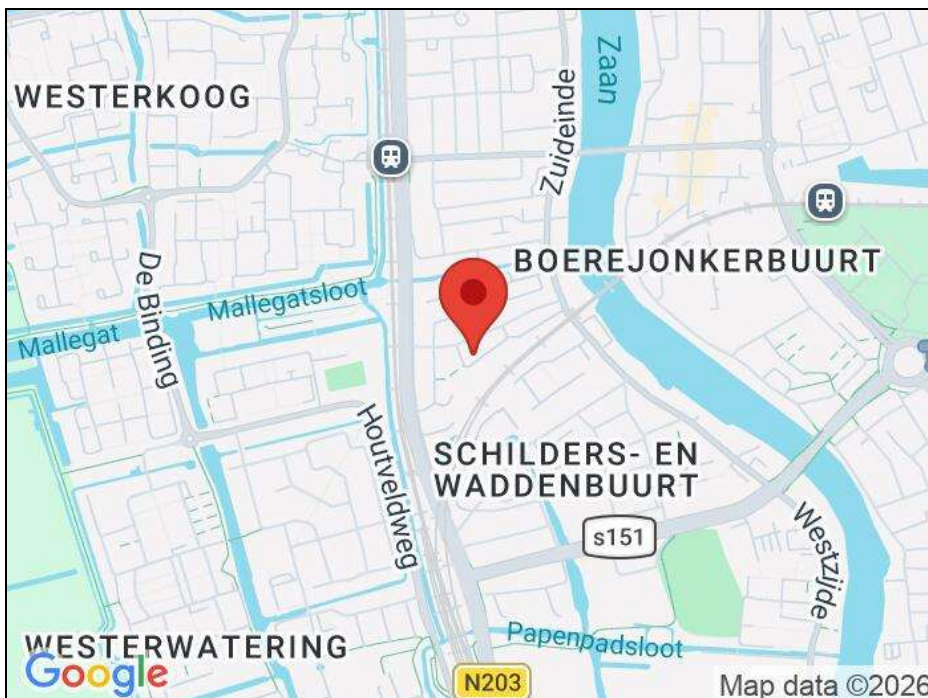 WESTERKOOG
Zaan
Zuideinde
BOEREJONKERBUURT
De Binding
Mallegatsloot
Mallegat
Houtveldweg
SCHILDERS- EN
WADDENBUURT
s151
Westzijde
WESTERWATERING
Papenpadsloot
Google
N203
Map data ©2026